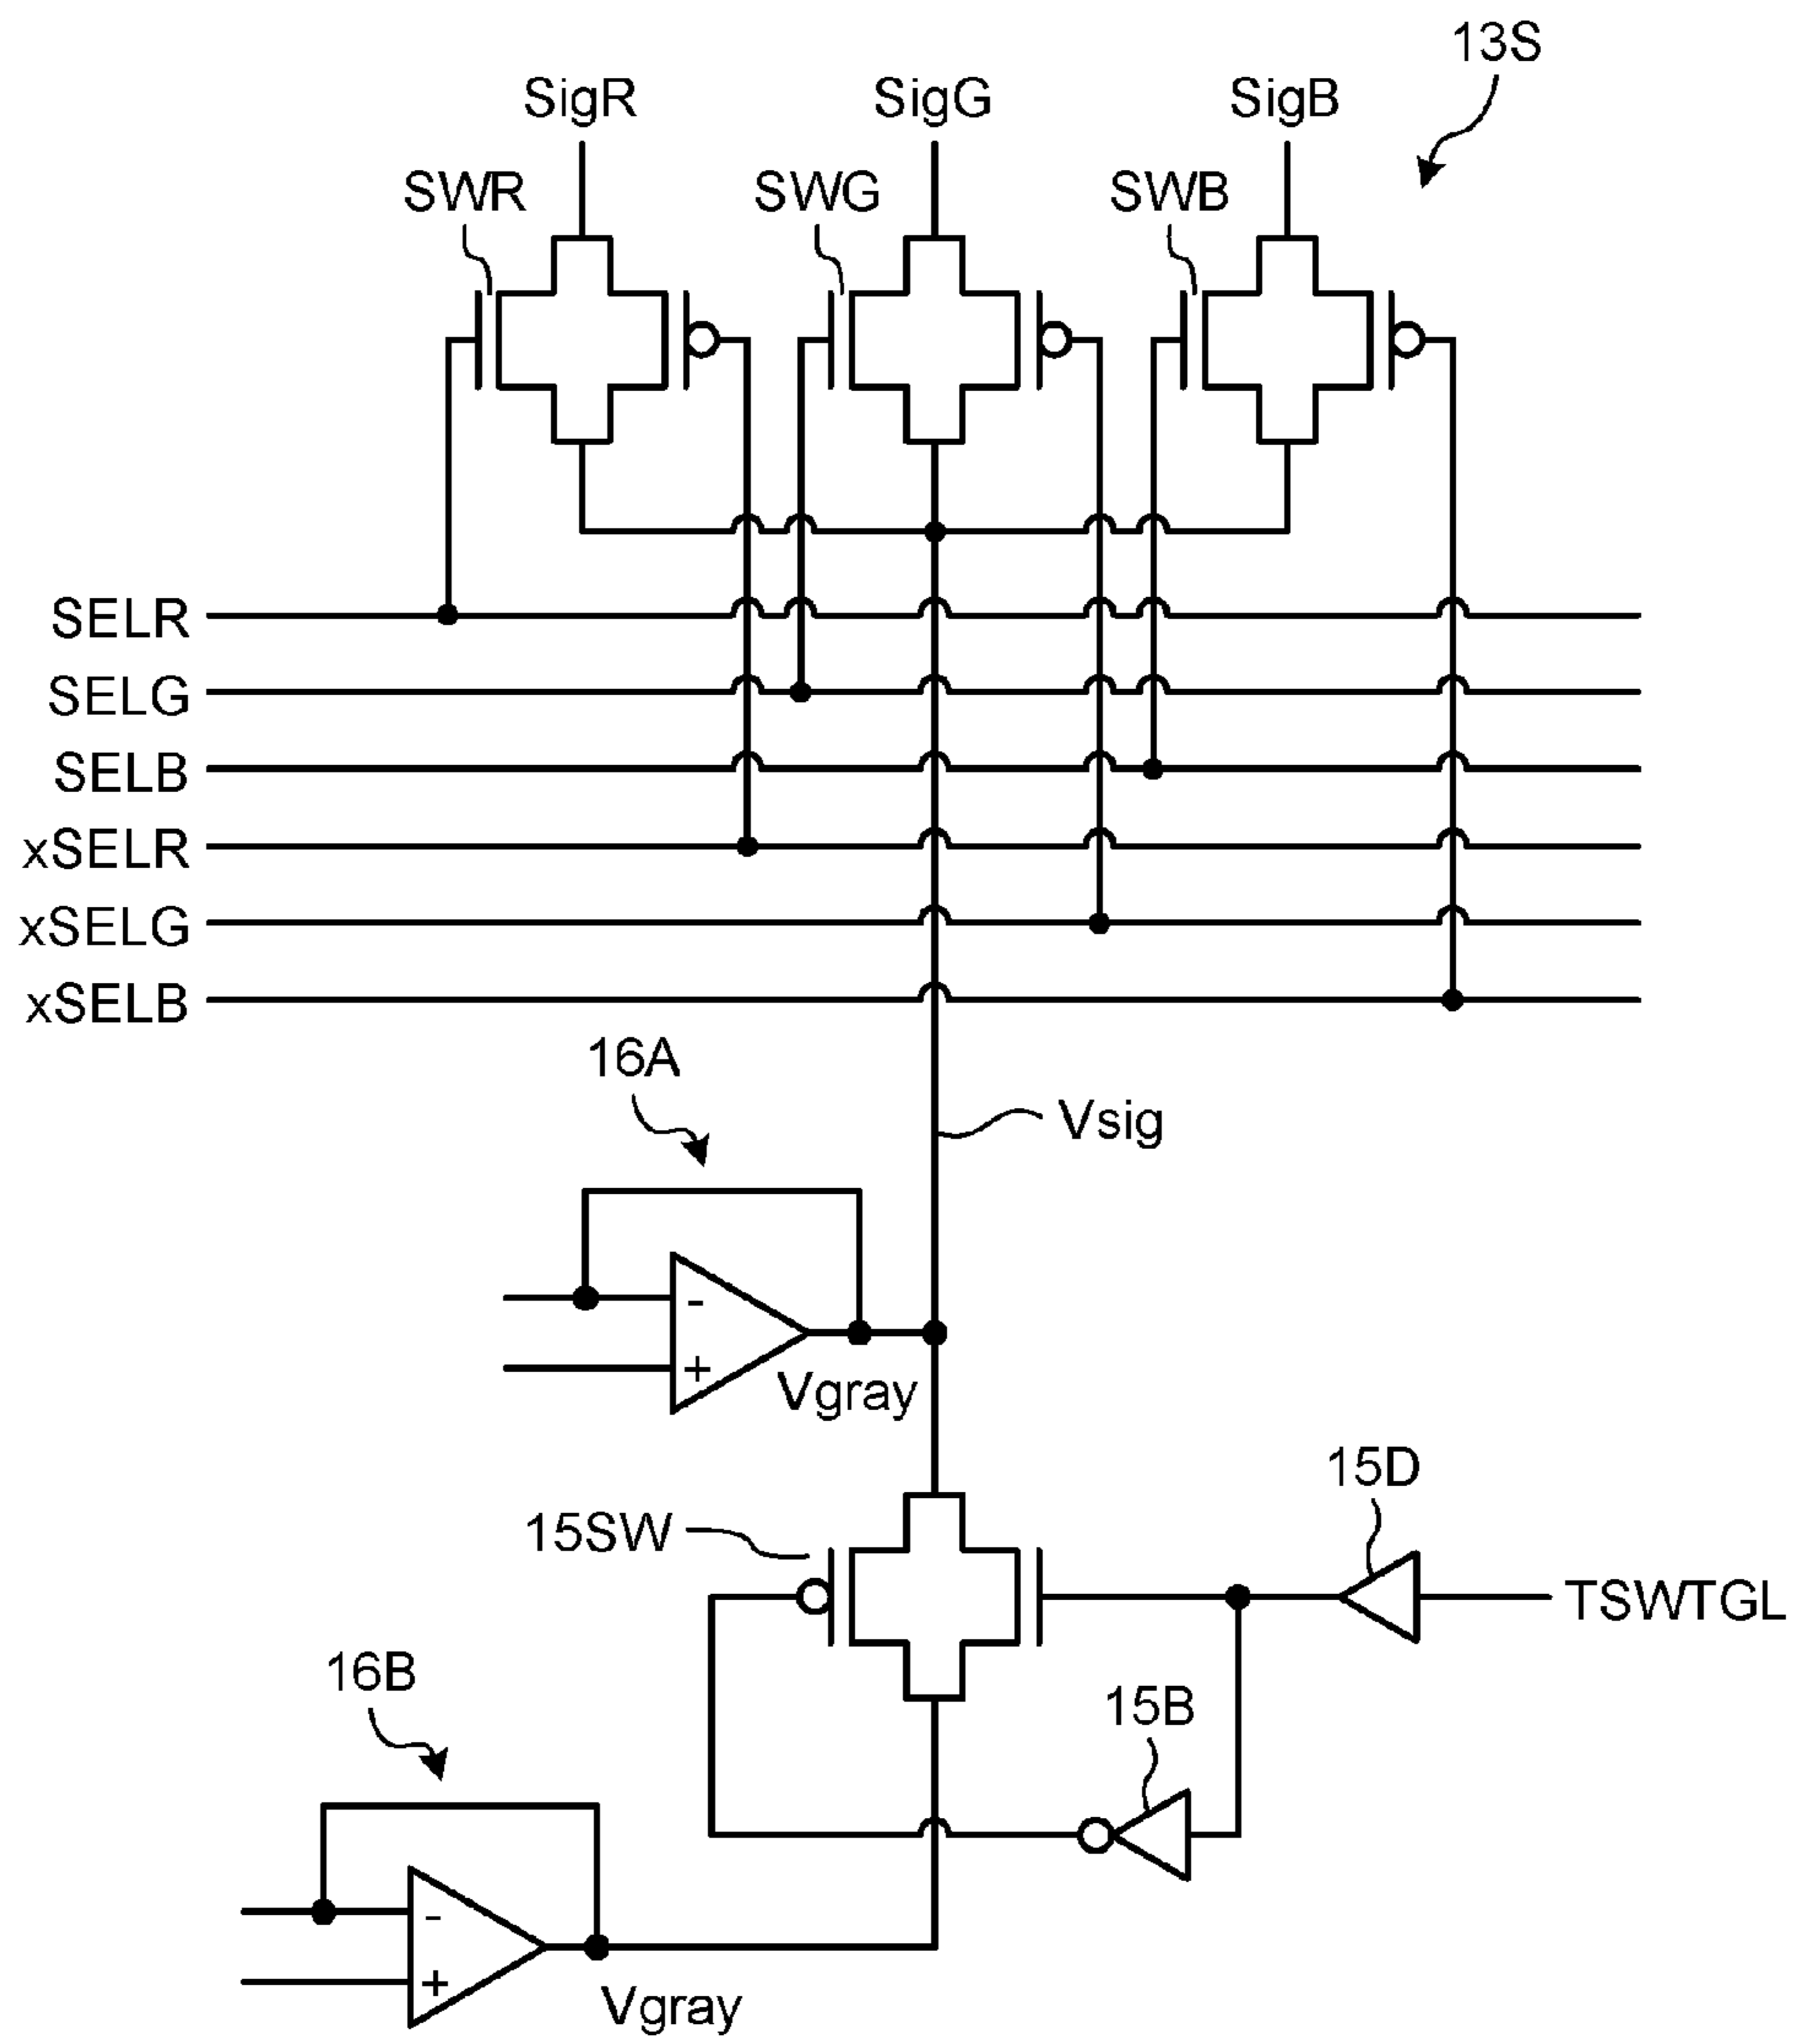 13S
SigR SigG SigB
SWR SWG SWB
SELR
SELG
SELB
xSELR
xSELG
xSELB
16A
Vsig
-
+
Vgray
15D
15SW
TSWTGL
16B
15B
-
+
Vgray